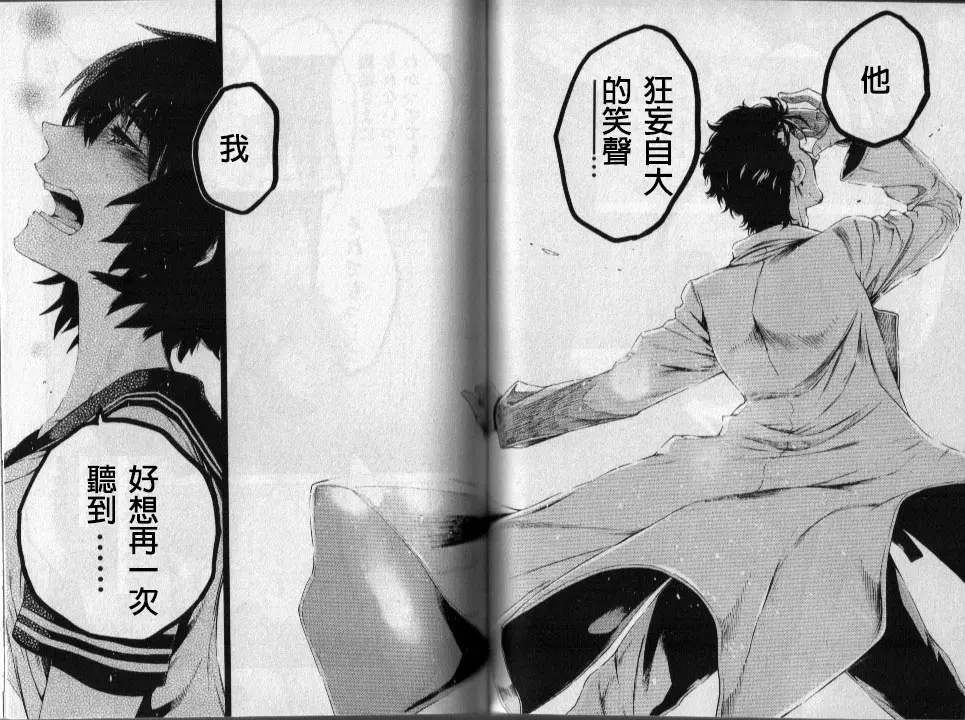 他
狂妄自大
的笑聲
——……
我
好想再一次
聽到……